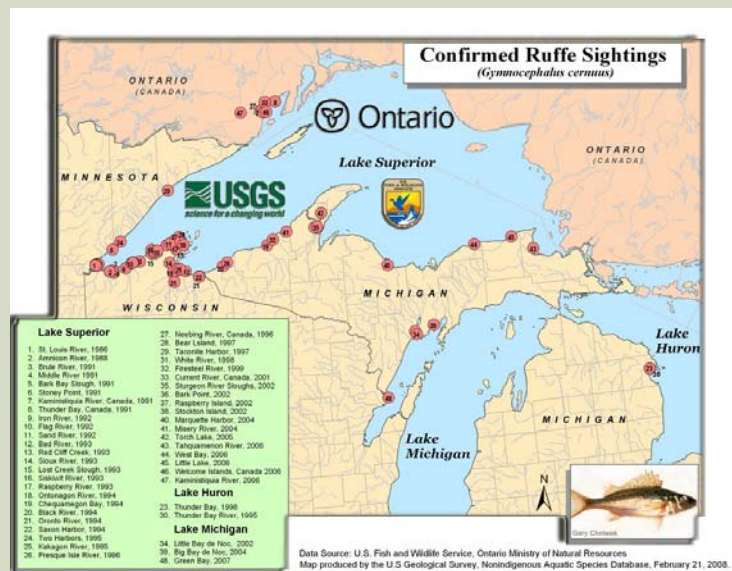 Confirmed Ruffe Sightings
(Gymnocephalus cernuus)
ONTARIO
(CANADA)
Ontario
Lake Superior
ONTARIO
(CANADA)
MINNESOTA
USGS
science for a changing world
MICHIGAN
WISCONSIN
Lake
Huron
MICHIGAN
Lake
Michigan
N
Gary Cholwek
Lake Superior
1. St. Louis River, 1986
2. Amnicon River, 1988
3. Brule River, 1991
4. Middle River 1991
5. Bark Bay Slough, 1991
6. Stoney Point, 1991
7. Kaministiquia River, Canada, 1991
8. Thunder Bay, Canada, 1991
9. Iron River, 1992
10. Flag River, 1992
11. Sand River, 1992
12. Bad River, 1993
13. Red Cliff Creek, 1993
14. Sioux River, 1993
15. Lost Creek Slough, 1993
16. Siskiwit River, 1993
17. Raspberry River, 1993
18. Ontonagon River, 1994
19. Chequamegon Bay, 1994
20. Black River, 1994
21. Oronto River, 1994
22. Saxon Harbor, 1994
24. Two Harbors, 1995
25. Kakagon River, 1995
26. Presque Isle River, 1996
27. Neebing River, Canada, 1996
28. Bear Island, 1997
29. Taconite Harbor, 1997
31. White River, 1998
32. Firesteel River, 1999
33. Current River, Canada, 2001
35. Sturgeon River Sloughs, 2002
36. Bark Point, 2002
37. Raspberry Island, 2002
38. Stockton Island, 2002
40. Marquette Harbor, 2004
41. Misery River, 2004
42. Torch Lake, 2005
43. Tahquamenon River, 2006
44. West Bay, 2006
45. Little Lake, 2006
46. Welcome Islands, Canada 2006
47. Kaministiquia River, 2006
Lake Huron
23. Thunder Bay, 1995
30. Thunder Bay River, 1995
Lake Michigan
34. Little Bay de Noc, 2002
39. Big Bay de Noc, 2004
48. Green Bay, 2007
Data Source: U.S. Fish and Wildlife Service, Ontario Ministry of Natural Resources
Map produced by the U.S Geological Survey, Nonindigenous Aquatic Species Database, February 21, 2008.